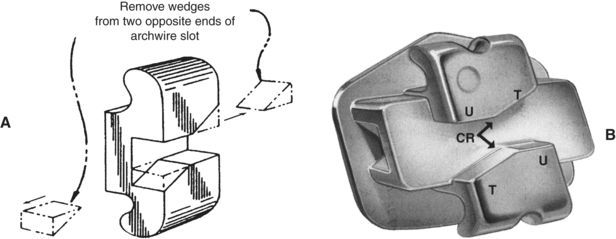 Remove wedges
from two opposite ends of
archwire slot
A
U
T
CR
B
U
T